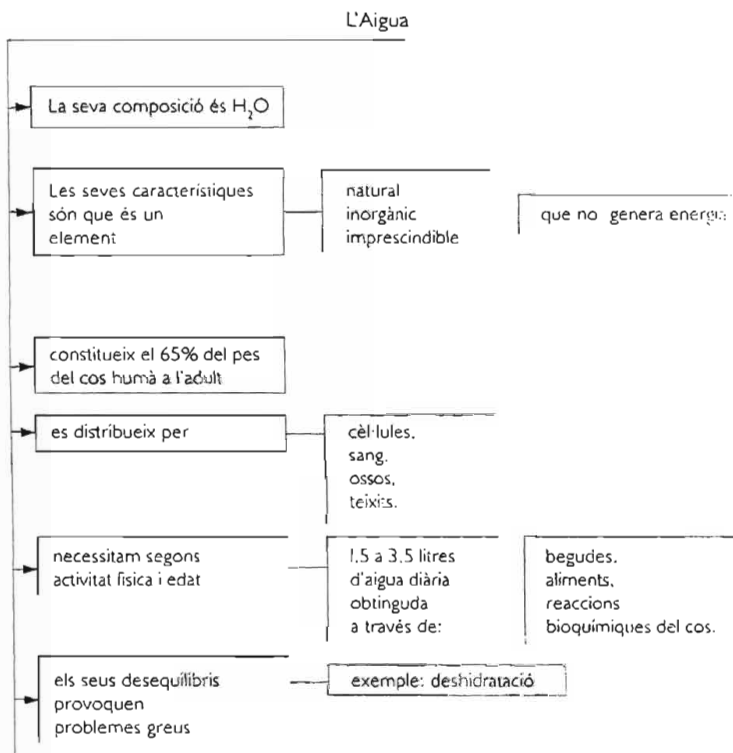 L'Aigua
La seva composició és H₂O
Les seves característiques
són que és un
element
natural
inorgànic
imprescindible
que no genera energia
constitueix el 65% del pes
del cos humà a l'adult
es distribueix per
cèl·lules.
sang.
ossos,
teixits.
necessitam segons
activitat física i edat
1.5 a 3.5 litres
d'aigua diària
obtinguda
a través de:
begudes.
aliments,
reaccions
bioquímiques del cos.
els seus desequilibris
provoquen
problemes greus
exemple: deshidratació